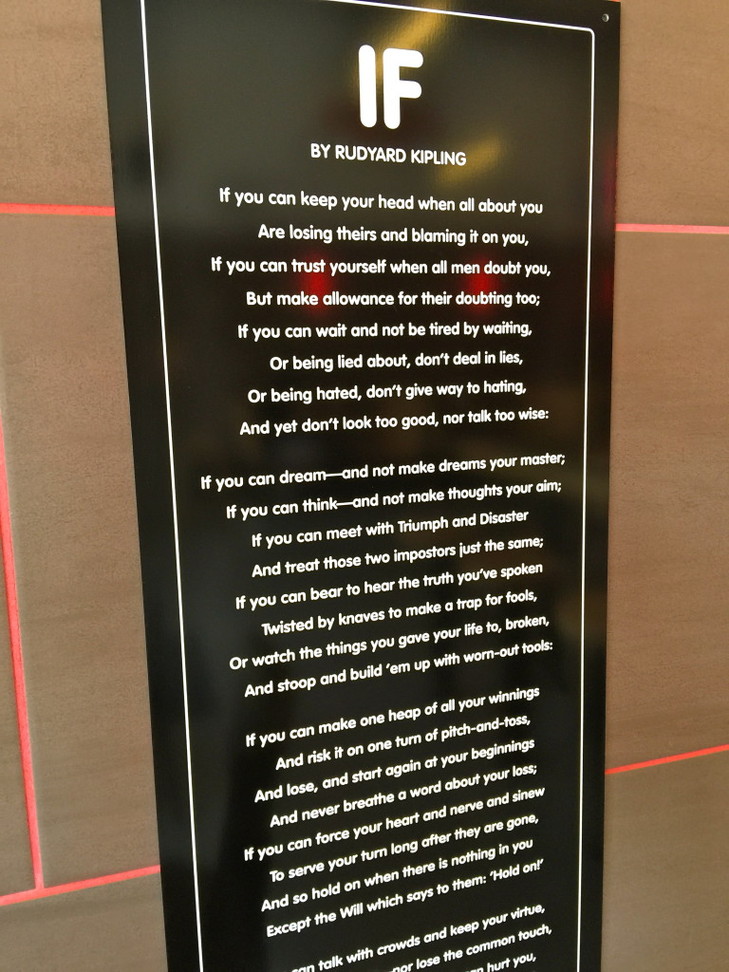 IF
BY RUDYARD KIPLING
If you can keep your head when all about you
Are losing theirs and blaming it on you,
If you can trust yourself when all men doubt you,
But make allowance for their doubting too;
If you can wait and not be tired by waiting,
Or being lied about, don't deal in lies,
Or being hated, don't give way to hating,
And yet don't look too good, nor talk too wise:
If you can dream—and not make dreams your master;
If you can think—and not make thoughts your aim;
If you can meet with Triumph and Disaster
And treat those two impostors just the same;
If you can bear to hear the truth you've spoken
Twisted by knaves to make a trap for fools,
Or watch the things you gave your life to, broken,
And stoop and build 'em up with worn-out tools:
If you can make one heap of all your winnings
And risk it on one turn of pitch-and-toss,
And lose, and start again at your beginnings
And never breathe a word about your loss;
If you can force your heart and nerve and sinew
To serve your turn long after they are gone,
And so hold on when there is nothing in you
Except the Will which says to them: 'Hold on!'
can talk with crowds and keep your virtue,
nor lose the common touch,
hurt you,